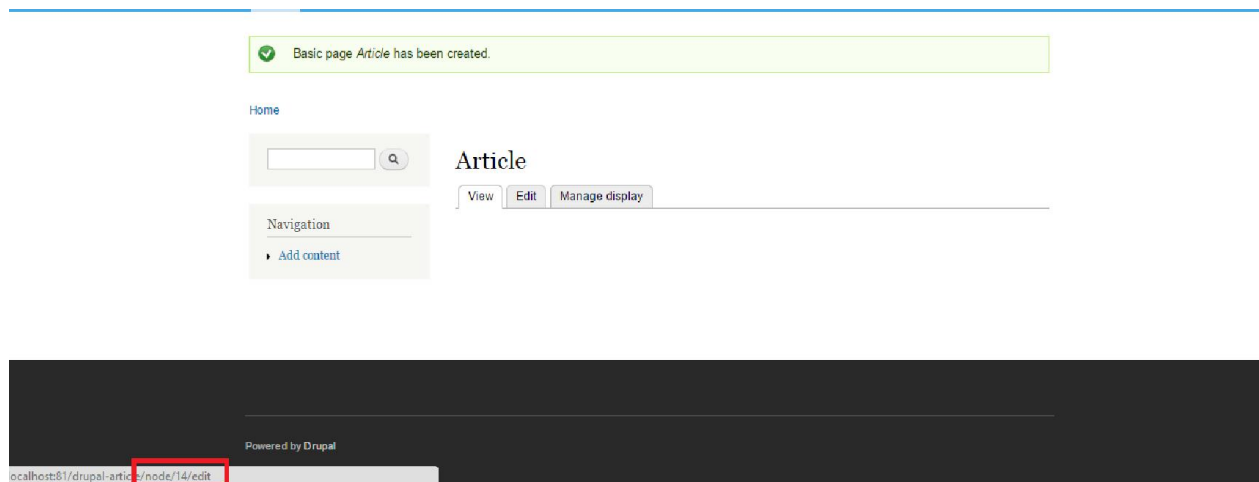 Basic page Article has been created.
Home
Article
View Edit Manage display
Navigation
Add content
Powered by Drupal
ocalhost:81/drupal-article/node/14/edit